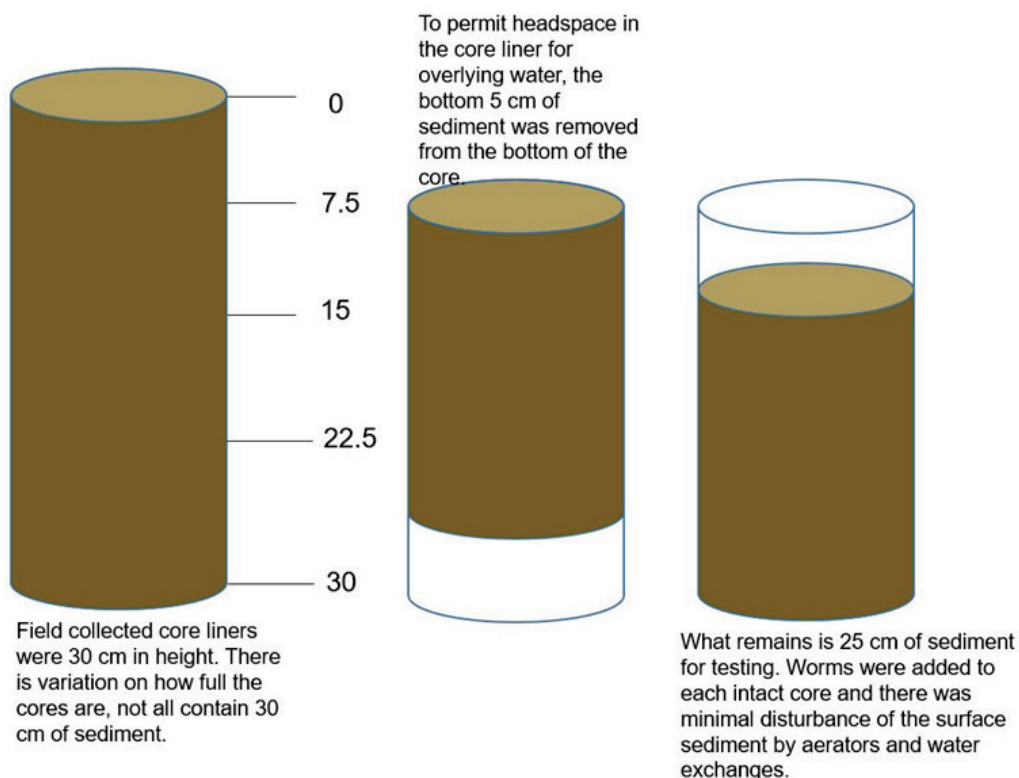 To permit headspace in
the core liner for
overlying water, the
bottom 5 cm of
sediment was removed
from the bottom of the
core.
0
7.5
15
22.5
30
Field collected core liners
were 30 cm in height. There
is variation on how full the
cores are, not all contain 30
cm of sediment.
What remains is 25 cm of sediment
for testing. Worms were added to
each intact core and there was
minimal disturbance of the surface
sediment by aerators and water
exchanges.